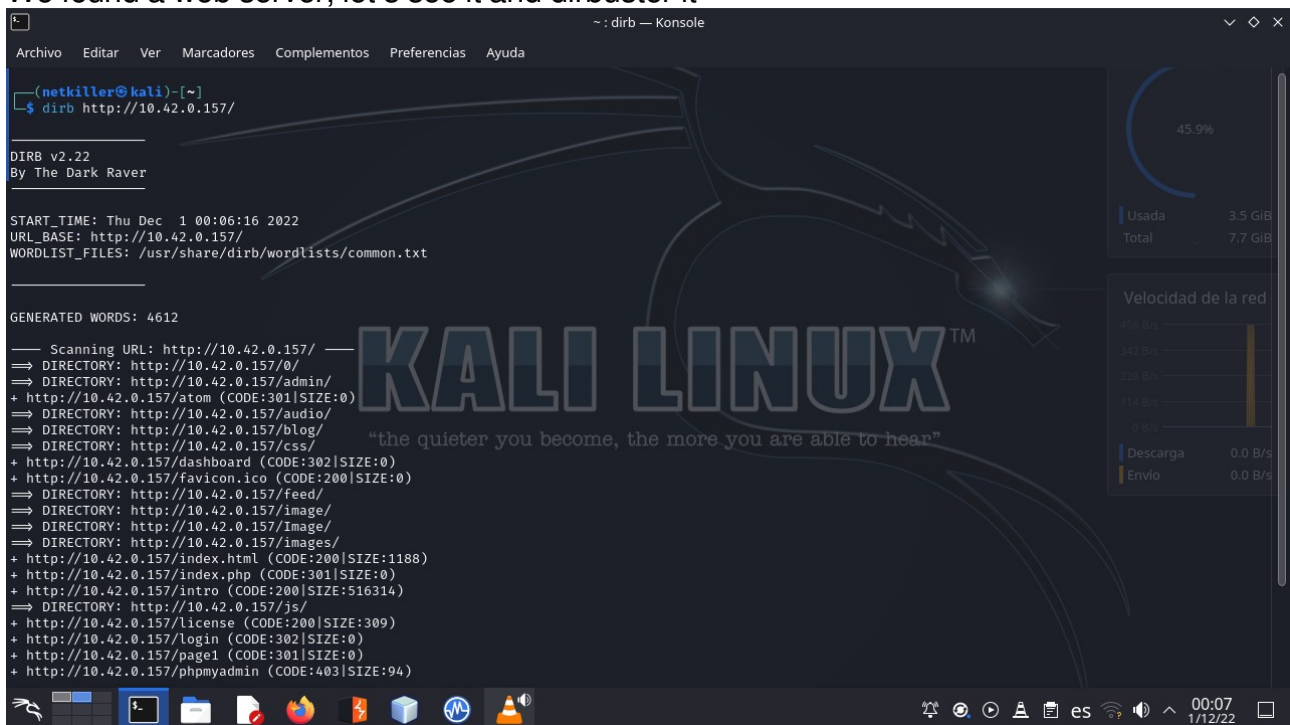 We found a web server, let's see it and dirbuster it
~ : dirb — Konsole
Archivo Editar Ver Marcadores Complementos Preferencias Ayuda
(netkiller㉿kali)-[~]
$ dirb http://10.42.0.157/
DIRB v2.22
By The Dark Raver
START_TIME: Thu Dec 1 00:06:16 2022
URL_BASE: http://10.42.0.157/
WORDLIST_FILES: /usr/share/dirb/wordlists/common.txt
GENERATED WORDS: 4612
—— Scanning URL: http://10.42.0.157/ ——
⟹ DIRECTORY: http://10.42.0.157/0/
⟹ DIRECTORY: http://10.42.0.157/admin/
+ http://10.42.0.157/atom (CODE:301|SIZE:0)
⟹ DIRECTORY: http://10.42.0.157/audio/
⟹ DIRECTORY: http://10.42.0.157/blog/
⟹ DIRECTORY: http://10.42.0.157/css/
+ http://10.42.0.157/dashboard (CODE:302|SIZE:0)
+ http://10.42.0.157/favicon.ico (CODE:200|SIZE:0)
⟹ DIRECTORY: http://10.42.0.157/feed/
⟹ DIRECTORY: http://10.42.0.157/image/
⟹ DIRECTORY: http://10.42.0.157/Image/
⟹ DIRECTORY: http://10.42.0.157/images/
+ http://10.42.0.157/index.html (CODE:200|SIZE:1188)
+ http://10.42.0.157/index.php (CODE:301|SIZE:0)
+ http://10.42.0.157/intro (CODE:200|SIZE:516314)
⟹ DIRECTORY: http://10.42.0.157/js/
+ http://10.42.0.157/license (CODE:200|SIZE:309)
+ http://10.42.0.157/login (CODE:302|SIZE:0)
+ http://10.42.0.157/page1 (CODE:301|SIZE:0)
+ http://10.42.0.157/phpmyadmin (CODE:403|SIZE:94)
KALI LINUX™
"the quieter you become, the more you are able to hear"
45.9%
Usada 3.5 GiB
Total 7.7 GiB
Velocidad de la red
456 B/s
342 B/s
228 B/s
114 B/s
0 B/s
Descarga 0.0 B/s
Envío 0.0 B/s
es
00:07
1/12/22